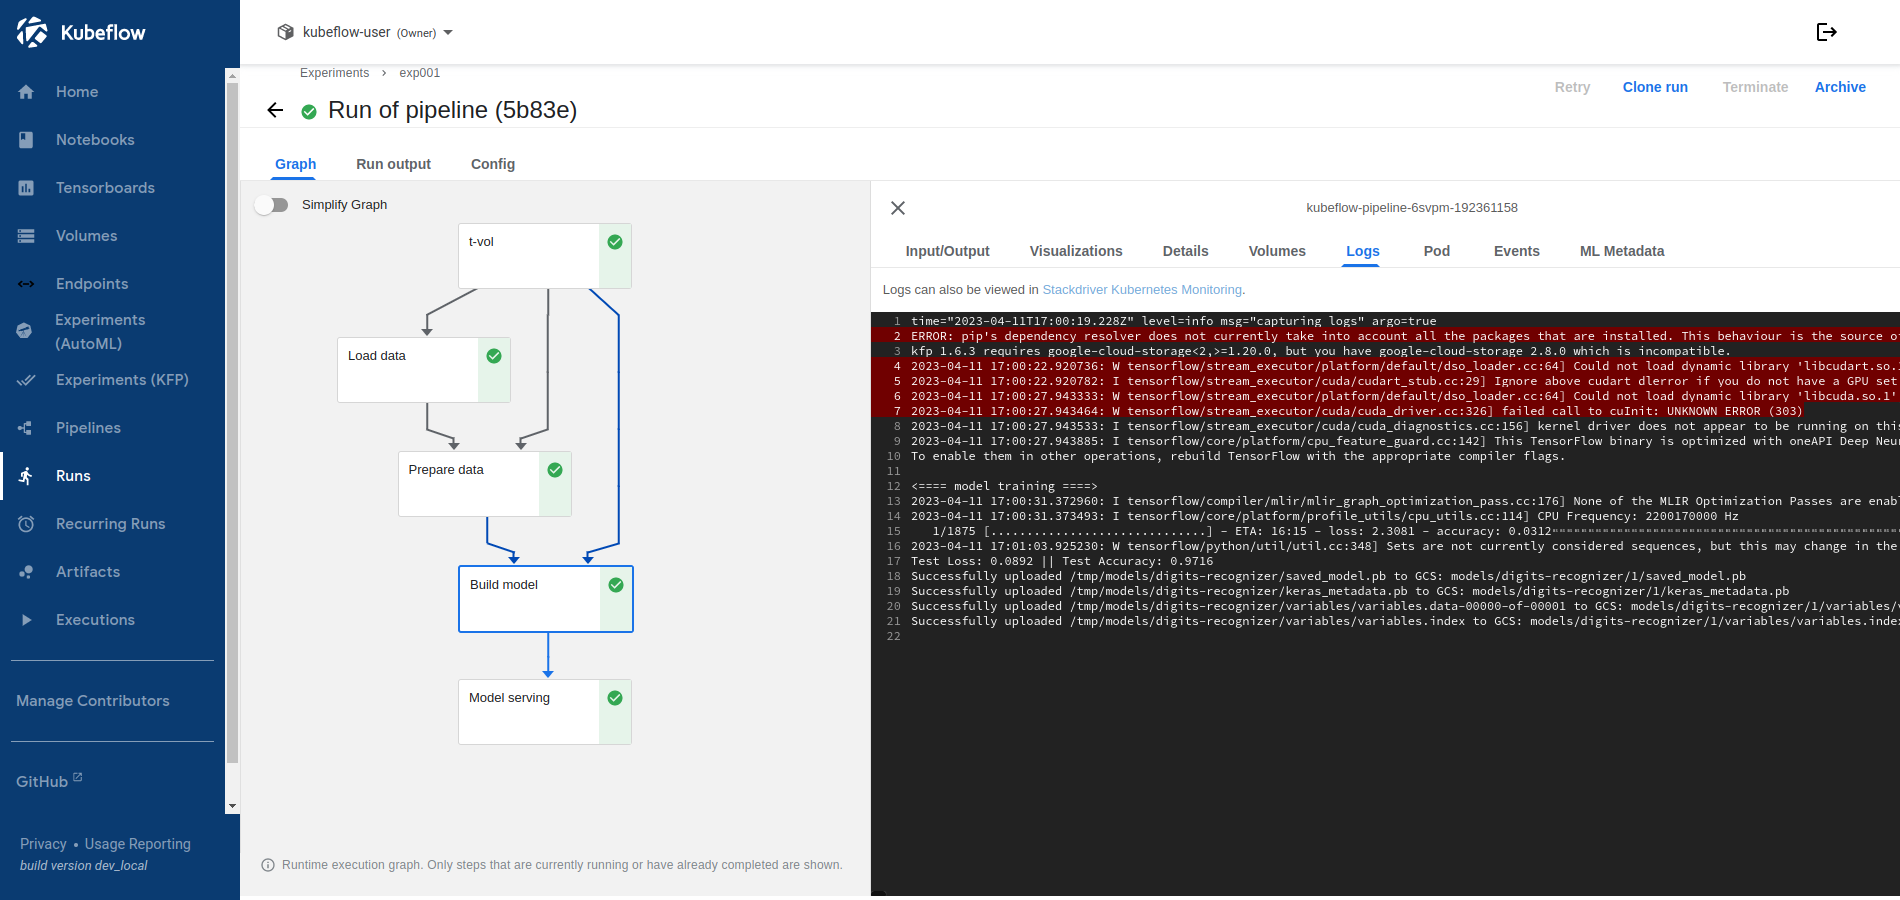 Kubeflow
kubeflow-user (Owner)
Home
Notebooks
Tensorboards
Volumes
Endpoints
Experiments
(AutoML)
Experiments (KFP)
Pipelines
Runs
Recurring Runs
Artifacts
Executions
Manage Contributors
GitHub
Privacy • Usage Reporting
build version dev_local
Experiments > exp001
Run of pipeline (5b83e)
Retry Clone run Terminate Archive
Graph Run output Config
Simplify Graph
t-vol
Load data
Prepare data
Build model
Model serving
Runtime execution graph. Only steps that are currently running or have already completed are shown.
kubeflow-pipeline-6svpm-192361158
Input/Output Visualizations Details Volumes Logs Pod Events ML Metadata
Logs can also be viewed in Stackdriver Kubernetes Monitoring.
1 time="2023-04-11T17:00:19.228Z" level=info msg="capturing logs" argo=true
2 ERROR: pip's dependency resolver does not currently take into account all the packages that are installed. This behaviour is the source o
3 kfp 1.6.3 requires google-cloud-storage<2,>=1.20.0, but you have google-cloud-storage 2.8.0 which is incompatible.
4 2023-04-11 17:00:22.920736: W tensorflow/stream_executor/platform/default/dso_loader.cc:64] Could not load dynamic library 'libcudart.so.1
5 2023-04-11 17:00:22.920782: I tensorflow/stream_executor/cuda/cudart_stub.cc:29] Ignore above cudart dlerror if you do not have a GPU set
6 2023-04-11 17:00:27.943333: W tensorflow/stream_executor/platform/default/dso_loader.cc:64] Could not load dynamic library 'libcuda.so.1'
7 2023-04-11 17:00:27.943464: W tensorflow/stream_executor/cuda/cuda_driver.cc:326] failed call to cuInit: UNKNOWN ERROR (303)
8 2023-04-11 17:00:27.943533: I tensorflow/stream_executor/cuda/cuda_diagnostics.cc:156] kernel driver does not appear to be running on this
9 2023-04-11 17:00:27.943885: I tensorflow/core/platform/cpu_feature_guard.cc:142] This TensorFlow binary is optimized with oneAPI Deep Neu
10 To enable them in other operations, rebuild TensorFlow with the appropriate compiler flags.
11
12 <==== model training ====>
13 2023-04-11 17:00:31.372960: I tensorflow/compiler/mlir/mlir_graph_optimization_pass.cc:176] None of the MLIR Optimization Passes are enab
14 2023-04-11 17:00:31.373493: I tensorflow/core/platform/profile_utils/cpu_utils.cc:114] CPU Frequency: 2200170000 Hz
15 1/1875 [..............................] - ETA: 16:15 - loss: 2.3081 - accuracy: 0.0312
16 2023-04-11 17:01:03.925230: W tensorflow/python/util/util.cc:348] Sets are not currently considered sequences, but this may change in the
17 Test Loss: 0.0892 || Test Accuracy: 0.9716
18 Successfully uploaded /tmp/models/digits-recognizer/saved_model.pb to GCS: models/digits-recognizer/1/saved_model.pb
19 Successfully uploaded /tmp/models/digits-recognizer/keras_metadata.pb to GCS: models/digits-recognizer/1/keras_metadata.pb
20 Successfully uploaded /tmp/models/digits-recognizer/variables/variables.data-00000-of-00001 to GCS: models/digits-recognizer/1/variables/
21 Successfully uploaded /tmp/models/digits-recognizer/variables/variables.index to GCS: models/digits-recognizer/1/variables/variables.inde
22